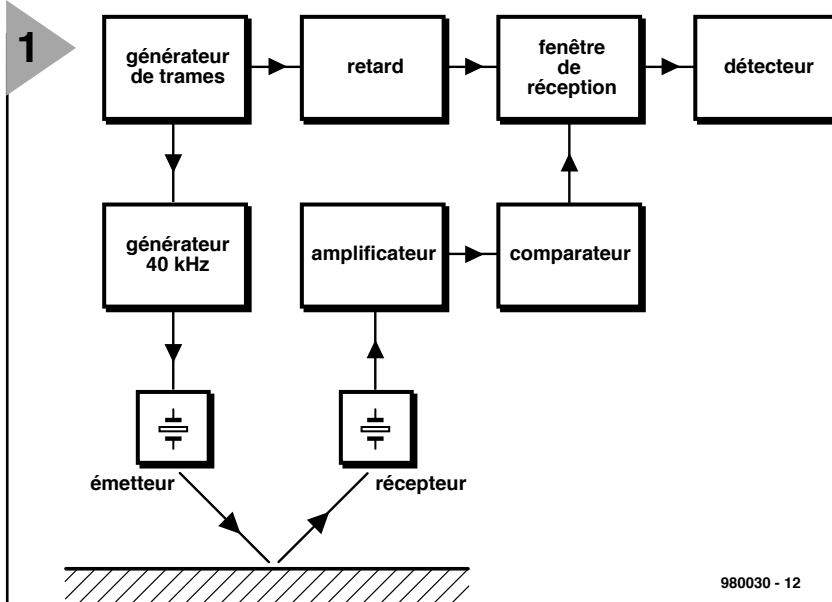 1
générateur
de trames
retard
fenêtre
de
réception
détecteur
générateur
40 kHz
amplificateur
comparateur
émetteur
récepteur
980030 - 12